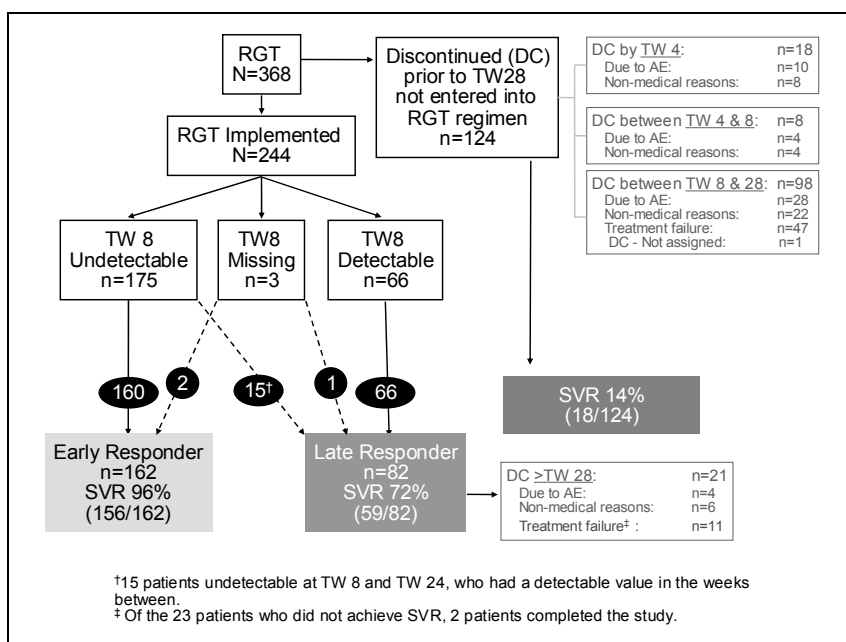 RGT
N=368
Discontinued (DC)
prior to TW28
not entered into
RGT regimen
n=124
DC by TW 4: n=18
Due to AE: n=10
Non-medical reasons: n=8
DC between TW 4 & 8: n=8
Due to AE: n=4
Non-medical reasons: n=4
DC between TW 8 & 28: n=98
Due to AE: n=28
Non-medical reasons: n=22
Treatment failure: n=47
DC - Not assigned: n=1
RGT Implemented
N=244
TW 8
Undetectable
n=175
TW8
Missing
n=3
TW8
Detectable
n=66
160
2
15†
1
66
SVR 14%
(18/124)
Early Responder
n=162
SVR 96%
(156/162)
Late Responder
n=82
SVR 72%
(59/82)
DC >TW 28: n=21
Due to AE: n=4
Non-medical reasons: n=6
Treatment failure‡ : n=11
†15 patients undetectable at TW 8 and TW 24, who had a detectable value in the weeks
between.
‡ Of the 23 patients who did not achieve SVR, 2 patients completed the study.